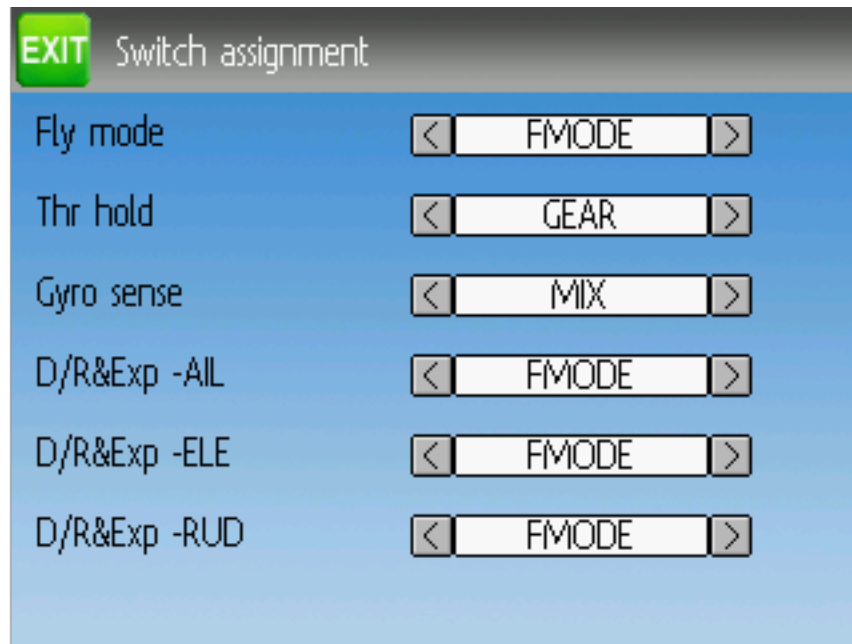 EXIT Switch assignment
Fly mode < FMODE >
Thr hold < GEAR >
Gyro sense < MIX >
D/R&Exp -AIL < FMODE >
D/R&Exp -ELE < FMODE >
D/R&Exp -RUD < FMODE >